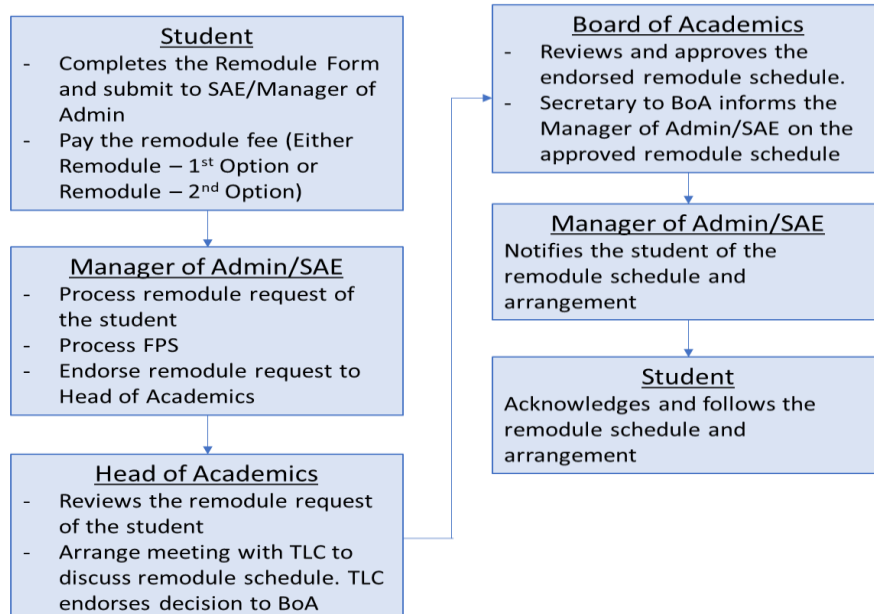 Student
- Completes the Remodule Form
and submit to SAE/Manager of
Admin
- Pay the remodule fee (Either
Remodule – 1st Option or
Remodule – 2nd Option)
Manager of Admin/SAE
- Process remodule request of
the student
- Process FPS
- Endorse remodule request to
Head of Academics
Head of Academics
- Reviews the remodule request
of the student
- Arrange meeting with TLC to
discuss remodule schedule. TLC
endorses decision to BoA
Board of Academics
- Reviews and approves the
endorsed remodule schedule.
- Secretary to BoA informs the
Manager of Admin/SAE on the
approved remodule schedule
Manager of Admin/SAE
Notifies the student of the
remodule schedule and
arrangement
Student
Acknowledges and follows the
remodule schedule and
arrangement